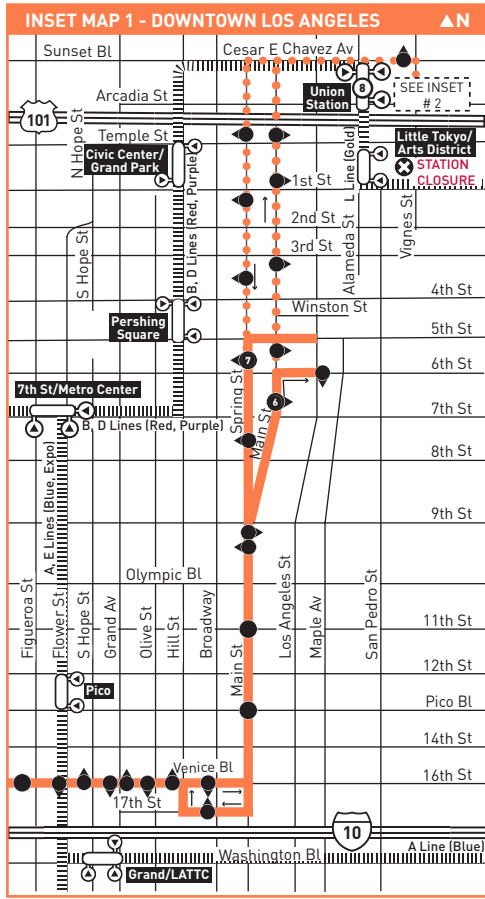 INSET MAP 1 - DOWNTOWN LOS ANGELES
N
Sunset Bl
Cesar E Chavez Av
Arcadia St
Union
Station
8
SEE INSET
# 2
101
N Hope St
Temple St
Civic Center/
Grand Park
Little Tokyo/
Arts District
STATION
CLOSURE
L Line (Gold)
1st St
2nd St
3rd St
B, D Lines (Red, Purple)
S Hope St
Alameda St
Vignes St
4th St
Winston St
5th St
Pershing
Square
7
6th St
7th St/Metro Center
Spring St
Main St
6
7th St
B, D Lines (Red, Purple)
8th St
A, E Lines (Blue, Expo)
9th St
Olympic Bl
Figueroa St
Flower St
S Hope St
Grand Av
Olive St
Hill St
Broadway
Main St
Los Angeles St
Maple Av
San Pedro St
11th St
12th St
Pico
Pico Bl
14th St
Venice Bl
16th St
17th St
10
A Line (Blue)
Washington Bl
Grand/LATTC